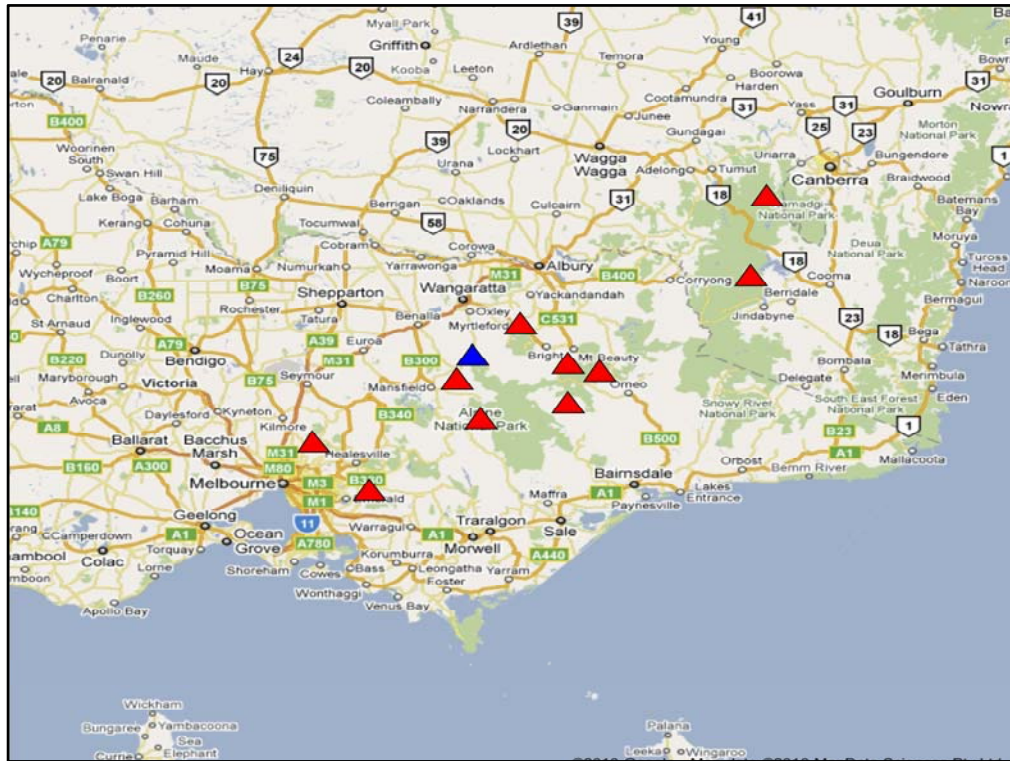 Myall Park
39
41
Penarie
Griffith
Ardlethan
Young
24
Maude
Kooba
Leeton
Temora
Boorowa
Harden
31
20
Balranald
20
Hay
20
Coleambally
Narrandera
Ganmain
Cootamundra
31
Yass
31
Goulburn
B400
39
20
Junee
Gundagai
25
23
Morton
National Park
Woorinen
South
75
Lockhart
Wagga
Wagga
Uriarra
Bungendore
1
Swan Hill
Urana
Adelong
Tumut
Canberra
Lake Boga
Deniliquin
31
18
Braidwood
Barham
Berrigan
Oaklands
Culcairn
National Park
Batemans
Bay
Kerang
Cohuna
Tocumwal
58
A79
Cobram
Corowa
Deua
National Park
Moruya
Pyramid Hill
Moama
Numurkah
Yarrawonga
M31
Albury
B400
Corryong
18
Cooma
Tuross
Head
Wycheproof
Boort
B75
Wangaratta
Yackandandah
Berridale
Charlton
B260
Rochester
Shepparton
Oxley
C531
Jindabyne
Bermagui
Inglewood
Tatura
Benalla
Myrtleford
23
18
Bega
Tathra
St Arnaud
A79
A39
Euroa
Bright
Mt Beauty
Bombala
B220
Dunolly
Bendigo
M31
B300
Merimbula
Maryborough
Victoria
B75
Seymour
Mansfield
Omeo
Delegate
Eden
Avoca
Daylesford
Kyneton
B340
Snowy River
National Park
South East Forest
National Park
A8
Kilmore
National Park
B500
B23
1
Ballarat
Bacchus
Marsh
M31
Healesville
A1
Mallacoota
B160
A300
M80
Bairnsdale
Orbost
Bemm River
Melbourne
M3
Maffra
A1
Lakes
Entrance
M1
Paynesville
Geelong
11
Warragul
Traralgon
Sale
Camperdown
A1
Ocean
Grove
A780
A1
Morwell
Colac
Torquay
Korumburra
A440
Shoreham
Cowes
Bass
Leongatha
Yarram
Lorne
Wonthaggi
Foster
Apollo Bay
Venus Bay
Wickham
Bungaree
Yambacoona
Sea
Elephant
Currie
Palana
Leeka
Wingaroo